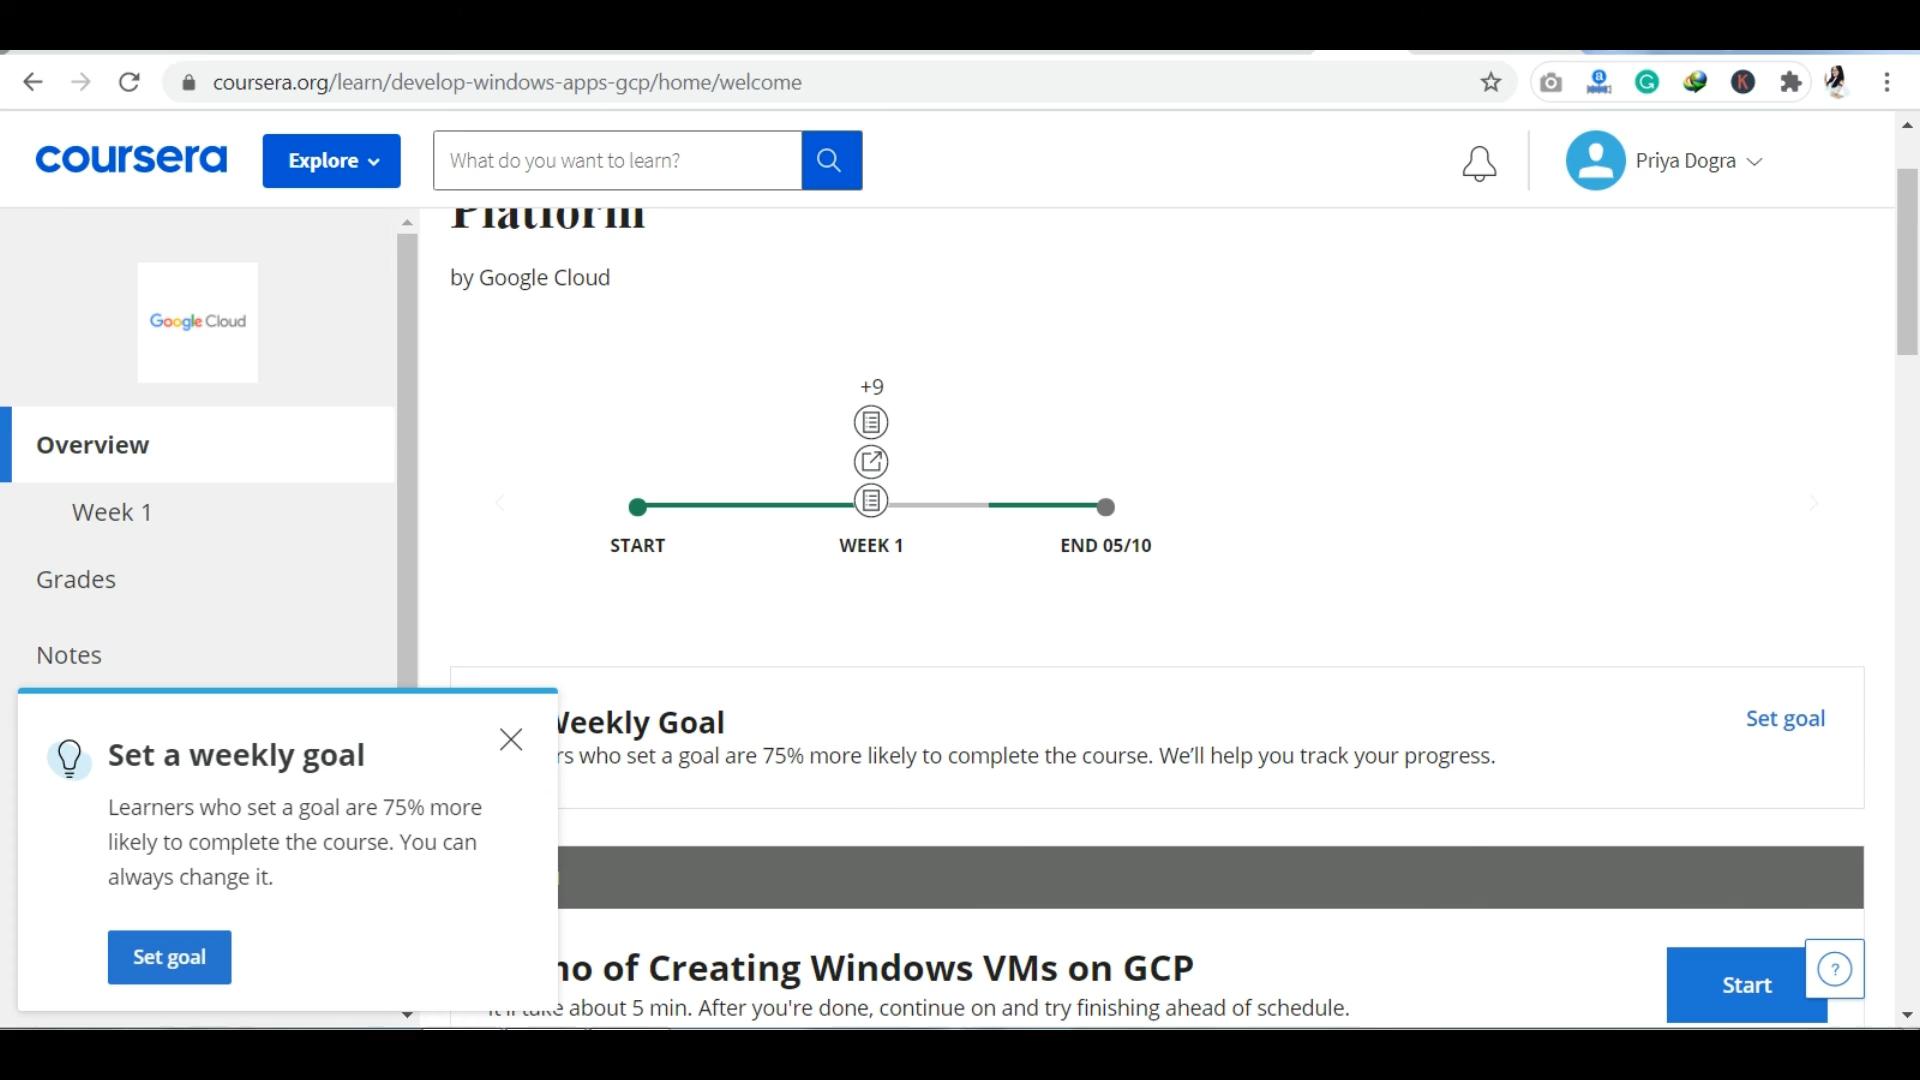 coursera.org/learn/develop-windows-apps-gcp/home/welcome
coursera
Explore
What do you want to learn?
Priya Dogra
Platform
by Google Cloud
Google Cloud
Overview
Week 1
Grades
Notes
+9
START
WEEK 1
END 05/10
Weekly Goal
Set goal
who set a goal are 75% more likely to complete the course. We'll help you track your progress.
Set a weekly goal
Learners who set a goal are 75% more
likely to complete the course. You can
always change it.
Set goal
of Creating Windows VMs on GCP
about 5 min. After you're done, continue on and try finishing ahead of schedule.
Start
?